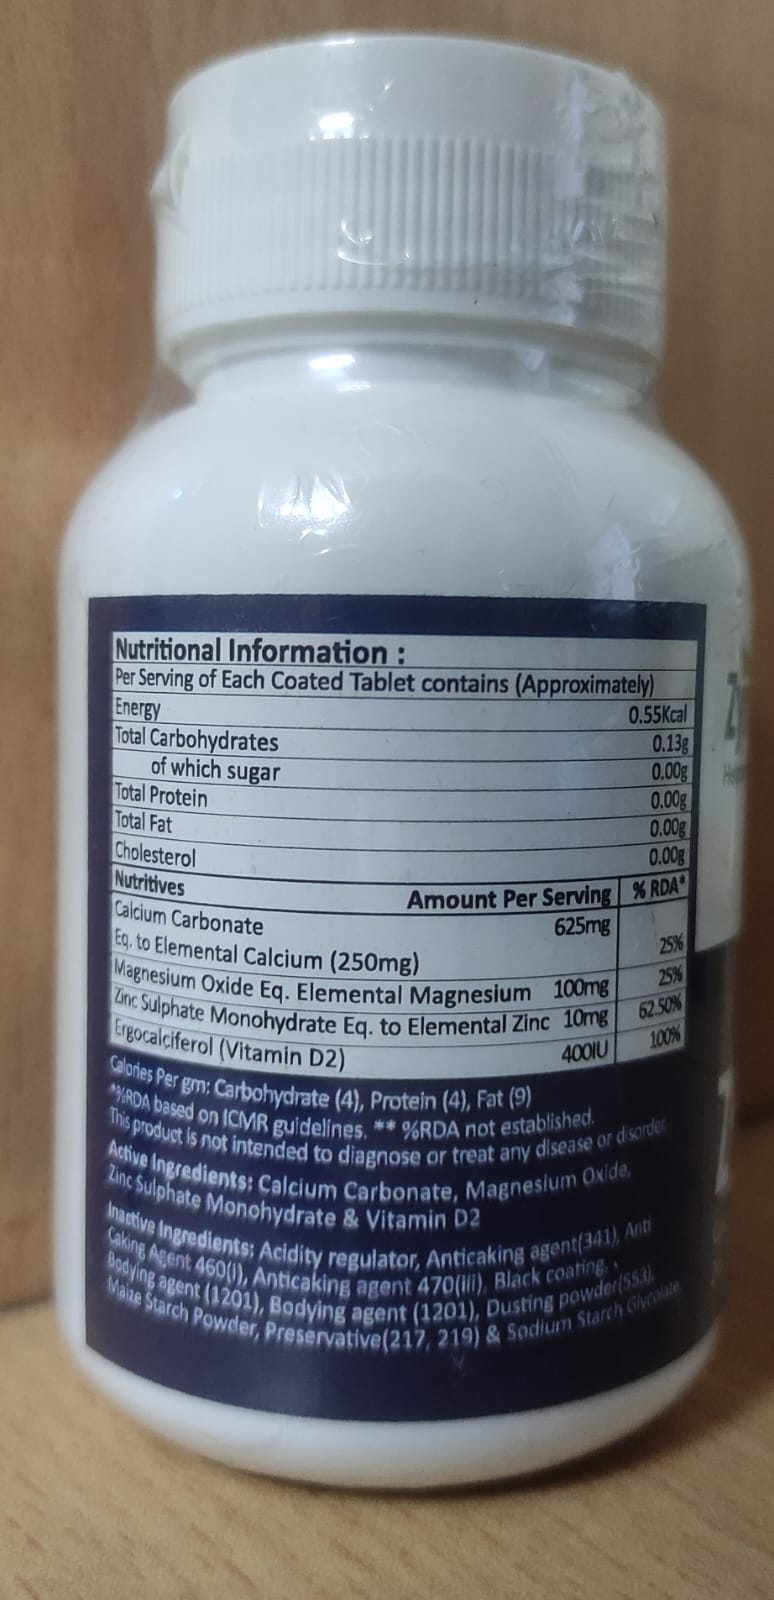 Nutritional Information :
Per Serving of Each Coated Tablet contains (Approximately)
Energy 0.55Kcal
Total Carbohydrates 0.13g
of which sugar 0.00g
Total Protein 0.00g
Total Fat 0.00g
Cholesterol 0.00g
Nutritives Amount Per Serving % RDA*
Calcium Carbonate 625mg
Eq. to Elemental Calcium (250mg) 25%
Magnesium Oxide Eq. Elemental Magnesium 100mg 25%
Zinc Sulphate Monohydrate Eq. to Elemental Zinc 10mg 62.50%
Ergocalciferol (Vitamin D2) 400IU 100%
Calories Per gm: Carbohydrate (4), Protein (4), Fat (9)
*%RDA based on ICMR guidelines. ** %RDA not established.
This product is not intended to diagnose or treat any disease or disorder
Active Ingredients: Calcium Carbonate, Magnesium Oxide,
Zinc Sulphate Monohydrate & Vitamin D2
Inactive Ingredients: Acidity regulator, Anticaking agent(341), Anti
Caking Agent 460(i), Anticaking agent 470(iii), Black coating,
Bodying agent (1201), Bodying agent (1201), Dusting powder(553),
Maize Starch Powder, Preservative(217, 219) & Sodium Starch Glycolate